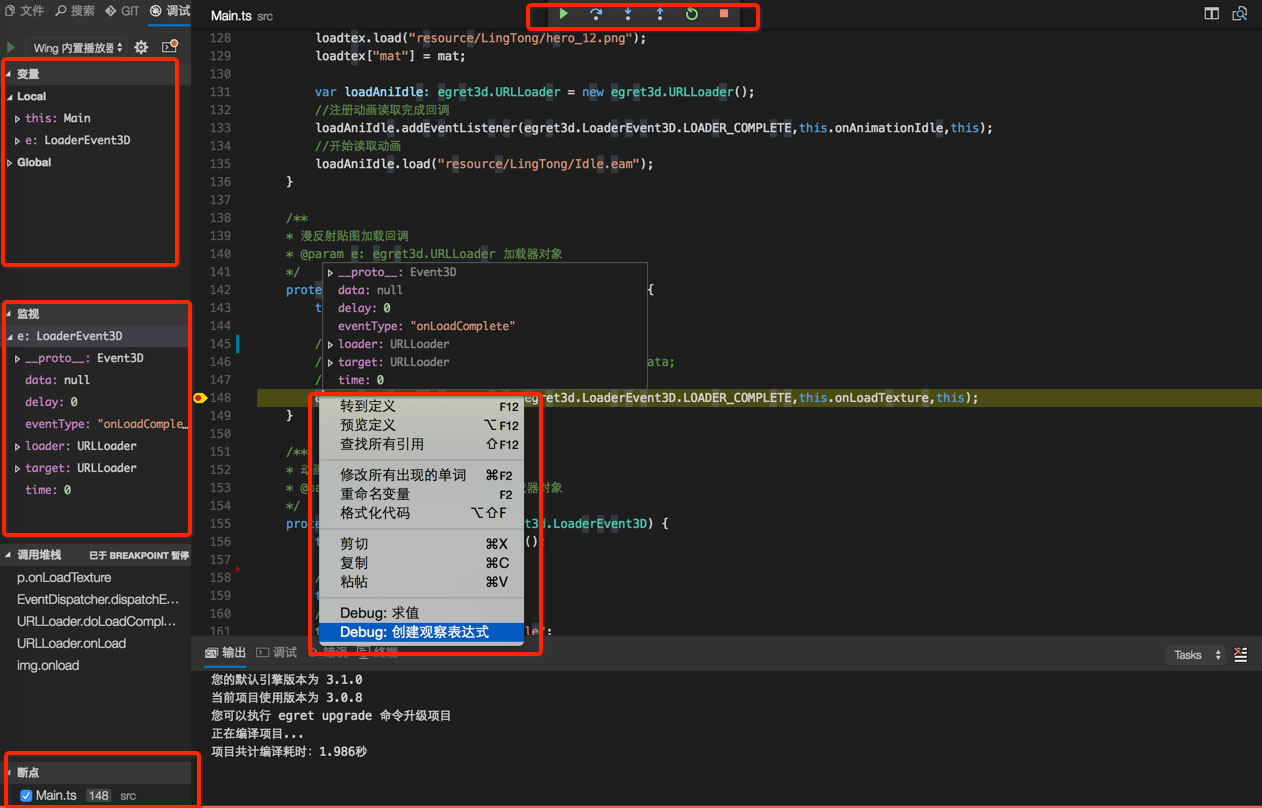 文件 搜索 GIT 调试
Wing 内置播放器
变量
Local
this: Main
e: LoaderEvent3D
Global
监视
e: LoaderEvent3D
__proto__: Event3D
data: null
delay: 0
eventType: "onLoadComple…
loader: URLLoader
target: URLLoader
time: 0
调用堆栈 已于 BREAKPOINT 暂停
p.onLoadTexture
EventDispatcher.dispatchE…
URLLoader.doLoadCompl…
URLLoader.onLoad
img.onload
断点
Main.ts 148 src
Main.ts src
128 loadtex.load("resource/LingTong/hero_12.png");
129 loadtex["mat"] = mat;
130
131 var loadAniIdle: egret3d.URLLoader = new egret3d.URLLoader();
132 //注册动画读取完成回调
133 loadAniIdle.addEventListener(egret3d.LoaderEvent3D.LOADER_COMPLETE,this.onAnimationIdle,this);
134 //开始读取动画
135 loadAniIdle.load("resource/LingTong/Idle.eam");
136 }
137
138 /**
139 * 漫反射贴图加载回调
140 * @param e: egret3d.URLLoader 加载器对象
141 */
142 prote {
143 t
144
145 /
146 / ata;
147 /
148 egret3d.LoaderEvent3D.LOADER_COMPLETE,this.onLoadTexture,this);
149 }
150
151 /**
152 * 动
153 * @pa 器对象
154 */
155 prot t3d.LoaderEvent3D) {
156 t ();
157
158 /
159 t
160 /
161 t le";
__proto__: Event3D
data: null
delay: 0
eventType: "onLoadComplete"
loader: URLLoader
target: URLLoader
time: 0
转到定义 F12
预览定义 ⌥F12
查找所有引用 ⇧F12
修改所有出现的单词 ⌘F2
重命名变量 F2
格式化代码 ⌥⇧F
剪切 ⌘X
复制 ⌘C
粘帖 ⌘V
Debug: 求值
Debug: 创建观察表达式
输出 调试 错误 终端
Tasks
您的默认引擎版本为 3.1.0
当前项目使用版本为 3.0.8
您可以执行 egret upgrade 命令升级项目
正在编译项目...
项目共计编译耗时: 1.986秒